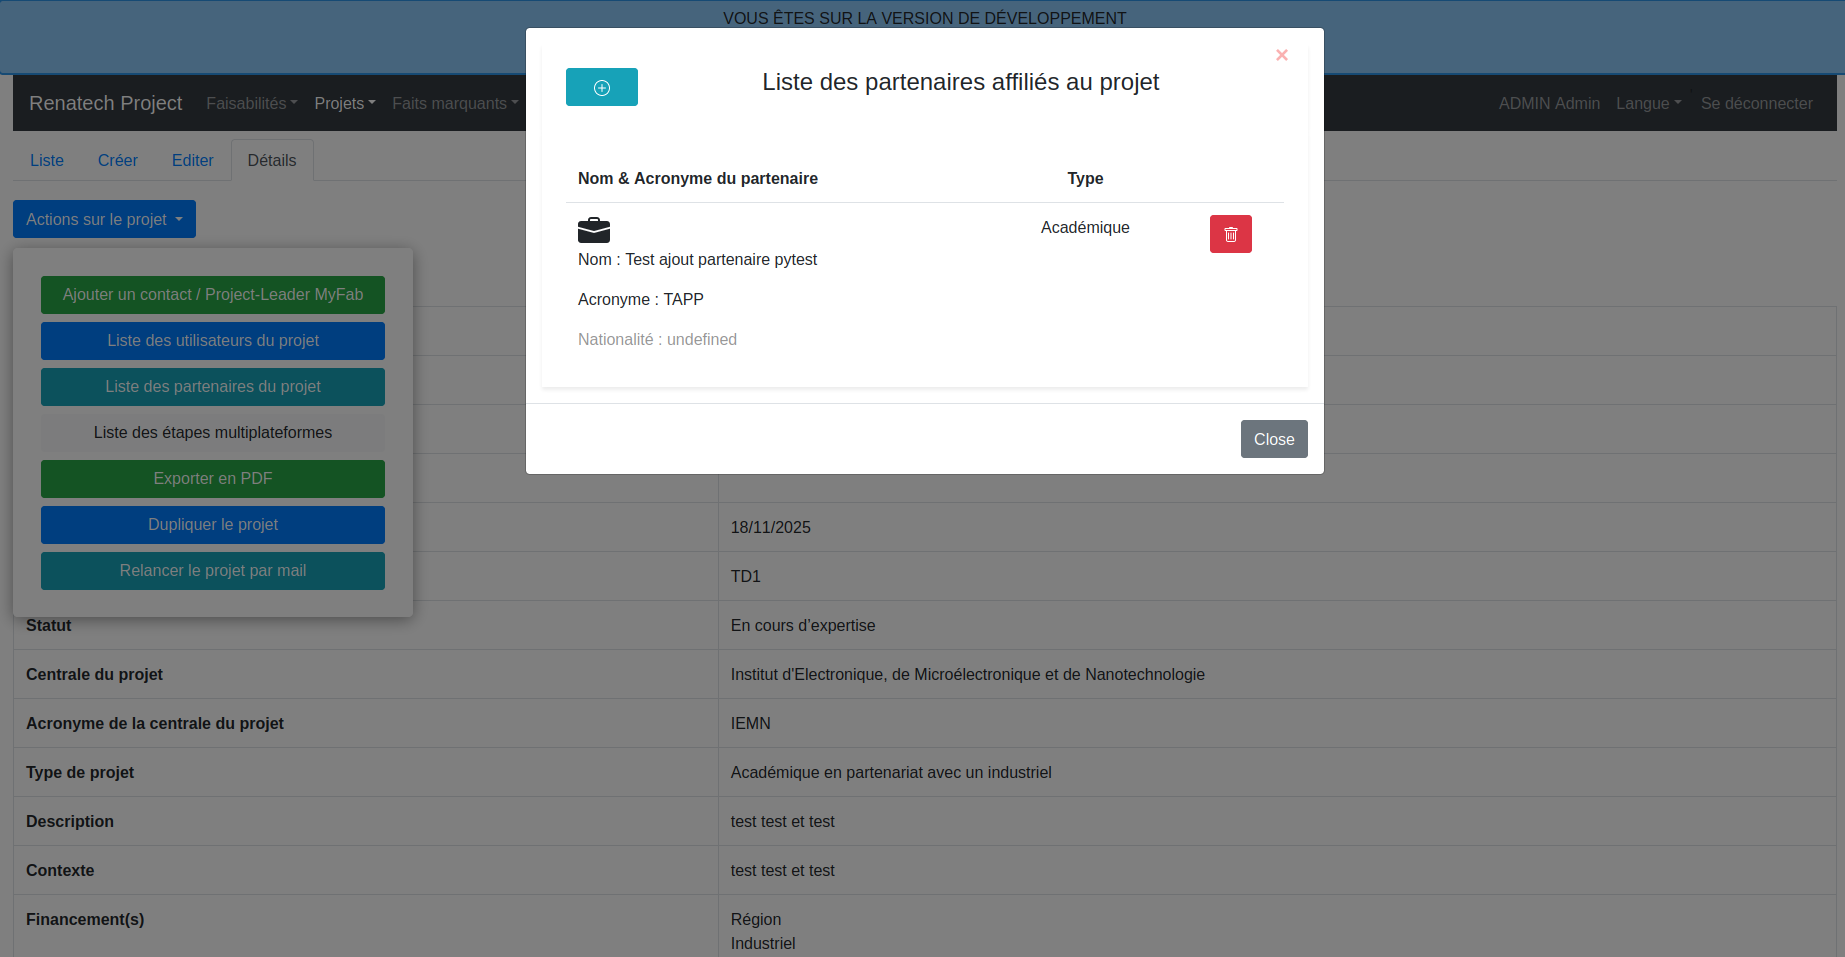 VOUS ÊTES SUR LA VERSION DE DÉVELOPPEMENT
Renatech Project Faisabilités Projets Faits marquants ADMIN Admin Langue Se déconnecter
Liste Créer Editer Détails
Actions sur le projet
Ajouter un contact / Project-Leader MyFab
Liste des utilisateurs du projet
Liste des partenaires du projet
Liste des étapes multiplateformes
Exporter en PDF
Dupliquer le projet
Relancer le projet par mail
×
Liste des partenaires affiliés au projet
Nom & Acronyme du partenaire Type
Académique
Nom : Test ajout partenaire pytest
Acronyme : TAPP
Nationalité : undefined
Close
18/11/2025
TD1
Statut En cours d’expertise
Centrale du projet Institut d'Electronique, de Microélectronique et de Nanotechnologie
Acronyme de la centrale du projet IEMN
Type de projet Académique en partenariat avec un industriel
Description test test et test
Contexte test test et test
Financement(s) Région
Industriel